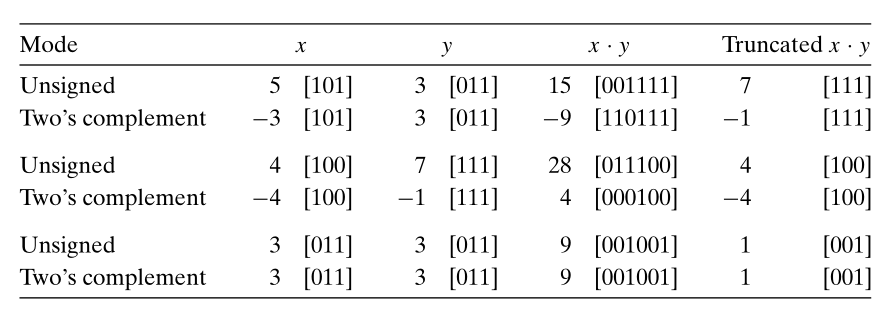 Mode x y x · y Truncated x · y
Unsigned 5 [101] 3 [011] 15 [001111] 7 [111]
Two’s complement −3 [101] 3 [011] −9 [110111] −1 [111]
Unsigned 4 [100] 7 [111] 28 [011100] 4 [100]
Two’s complement −4 [100] −1 [111] 4 [000100] −4 [100]
Unsigned 3 [011] 3 [011] 9 [001001] 1 [001]
Two’s complement 3 [011] 3 [011] 9 [001001] 1 [001]